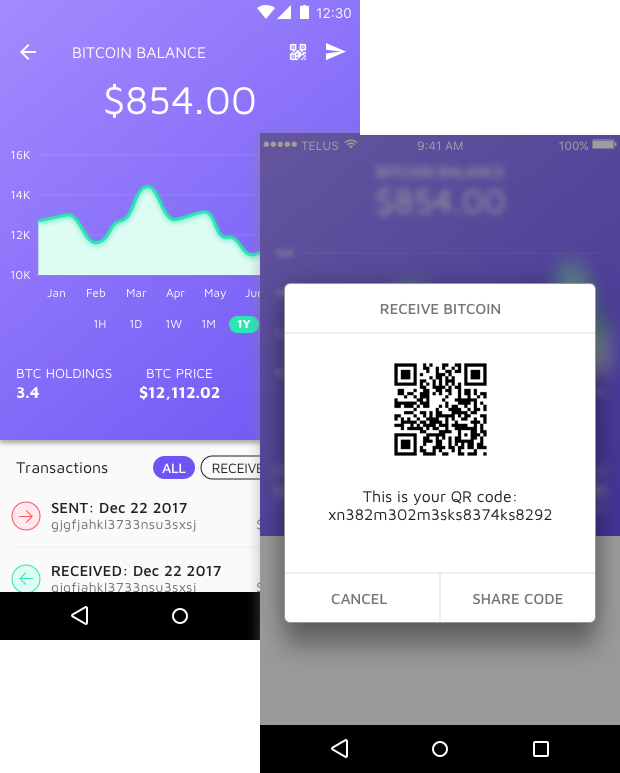 12:30
BITCOIN BALANCE
$854.00
16K
14K
12K
10K
Jan Feb Mar Apr May
1H 1D 1W 1M 1Y
BTC HOLDINGS BTC PRICE
3.4 $12,112.02
Transactions ALL RECEIVE
SENT: Dec 22 2017
gjgfjahkl3733nsu3sxsj
RECEIVED: Dec 22 2017
gjgfjahkl3733nsu3sxsj
TELUS 9:41 AM 100%
BITCOIN BALANCE
$854.00
RECEIVE BITCOIN
This is your QR code:
xn382m302m3sks8374ks8292
CANCEL SHARE CODE